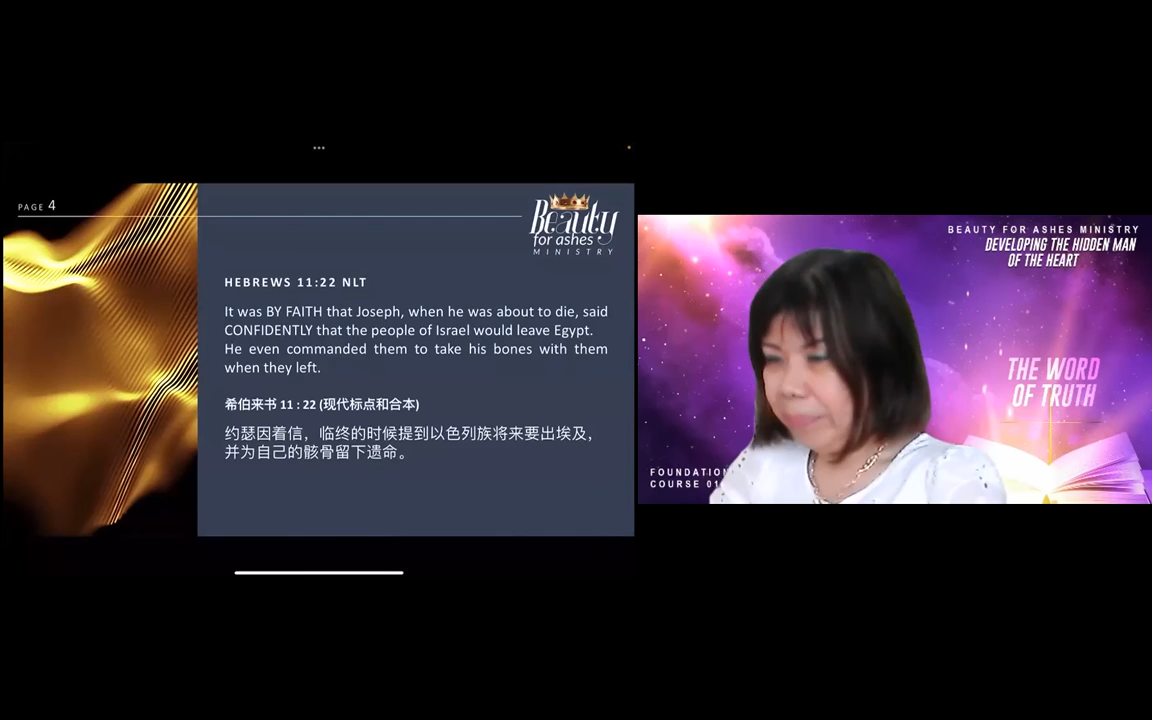 PAGE 4
Beauty
for ashes
MINISTRY
HEBREWS 11:22 NLT
It was BY FAITH that Joseph, when he was about to die, said
CONFIDENTLY that the people of Israel would leave Egypt.
He even commanded them to take his bones with them
when they left.
希伯来书 11 : 22 (现代标点和合本)
约瑟因着信，临终的时候提到以色列族将来要出埃及，
并为自己的骸骨留下遗命。
BEAUTY FOR ASHES MINISTRY
DEVELOPING THE HIDDEN MAN
OF THE HEART
THE WORD
OF TRUTH
FOUNDATION
COURSE 01